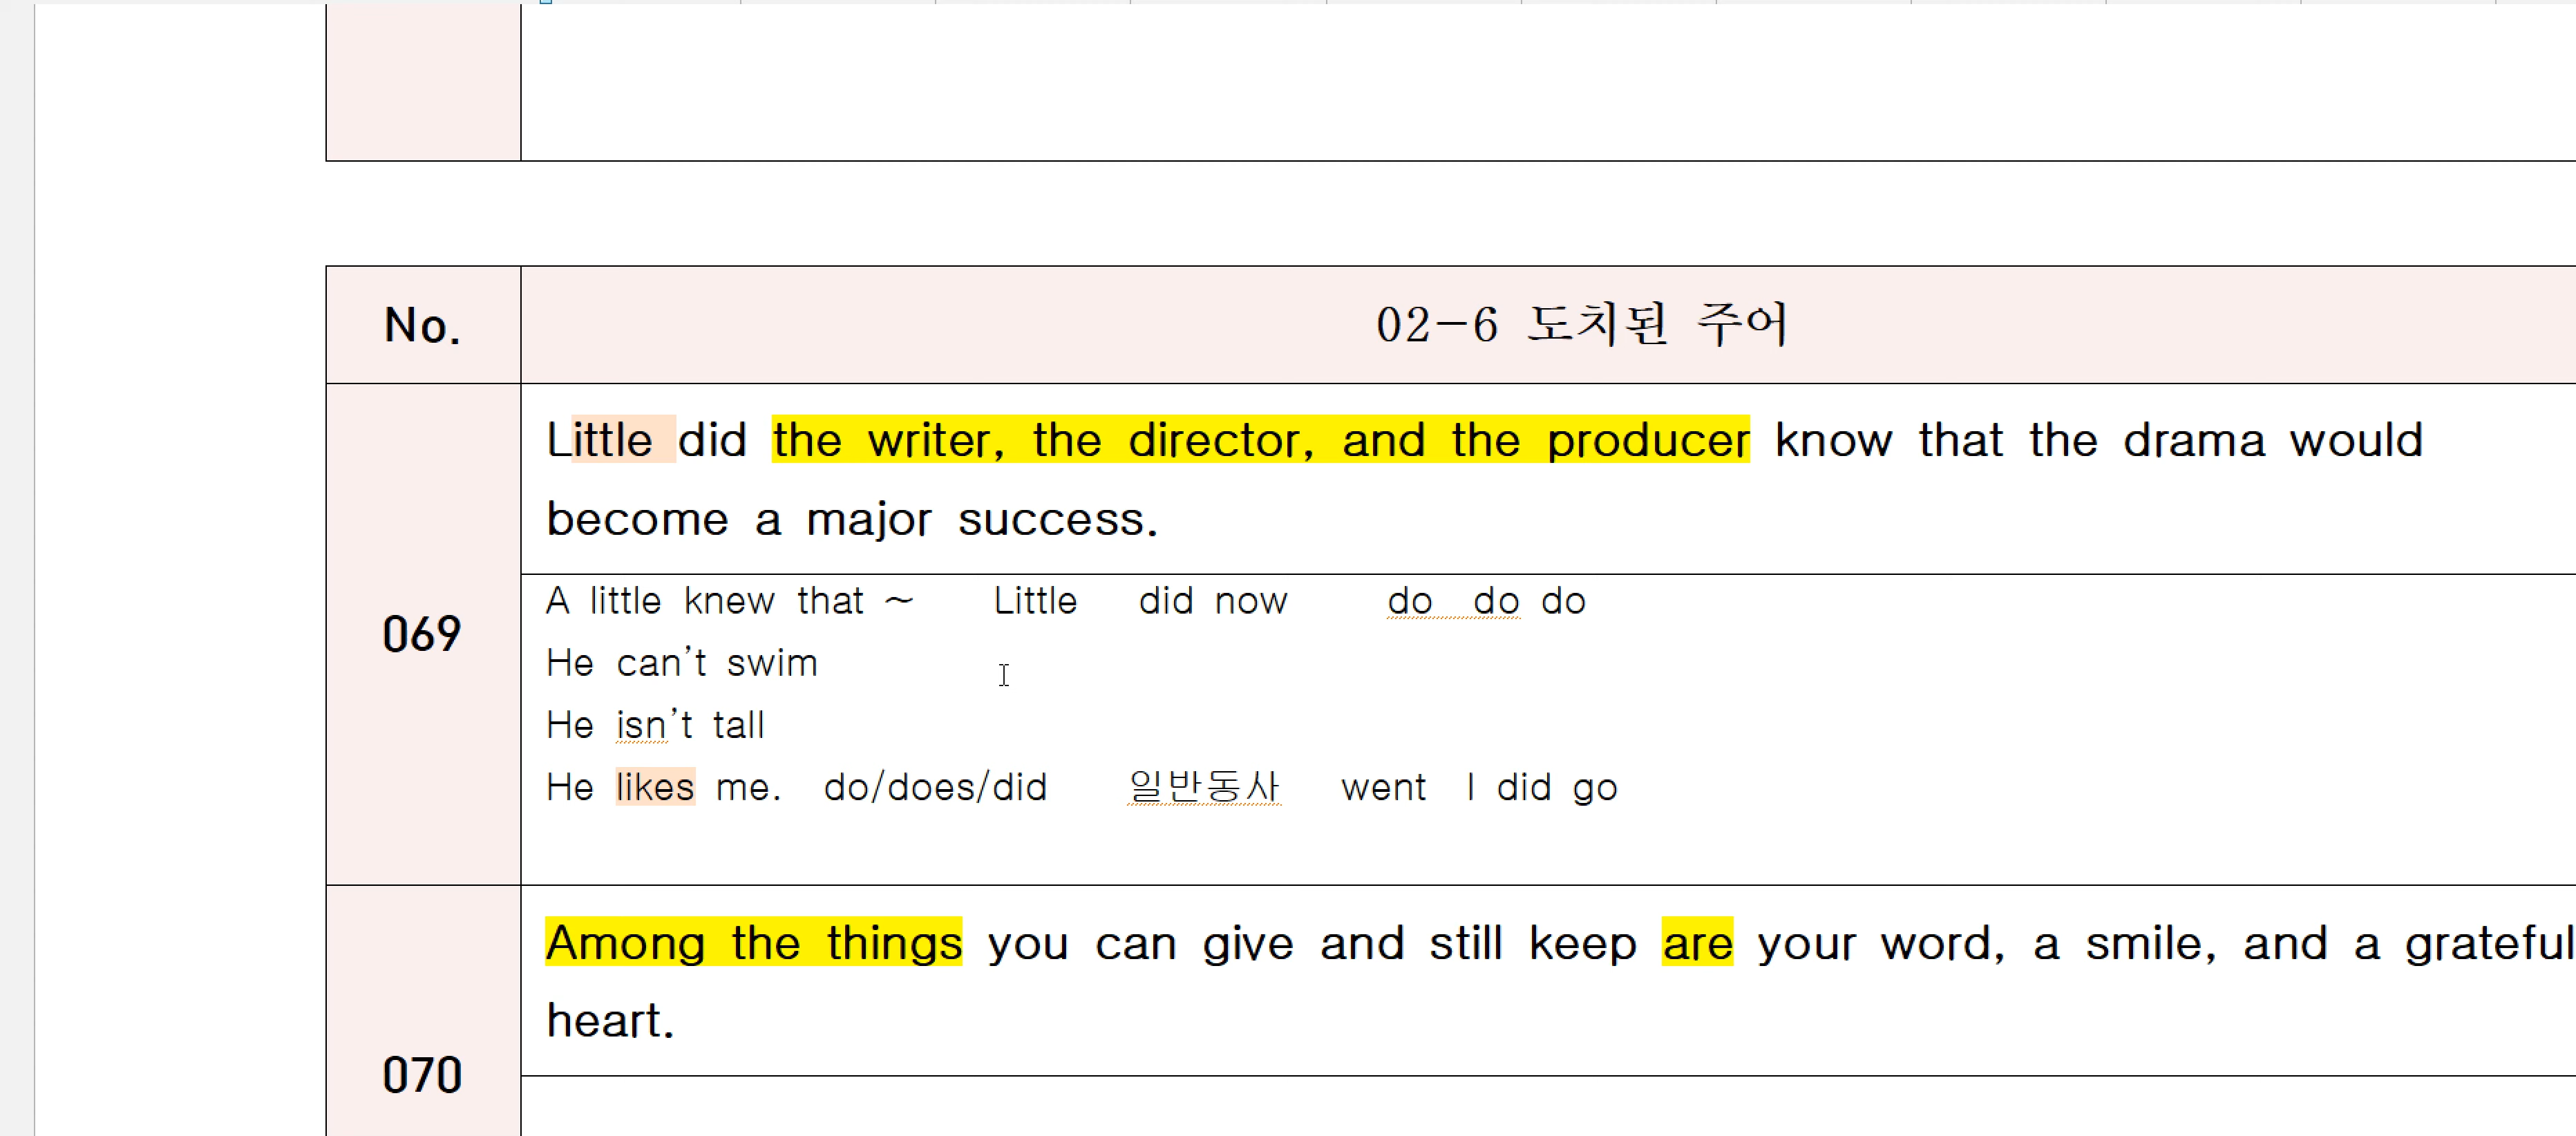 No.
02-6 도치된 주어
069
Little did the writer, the director, and the producer know that the drama would
become a major success.
A little knew that ~ Little did now do do do
He can't swim
He isn't tall
He likes me. do/does/did 일반동사 went I did go
070
Among the things you can give and still keep are your word, a smile, and a grateful
heart.